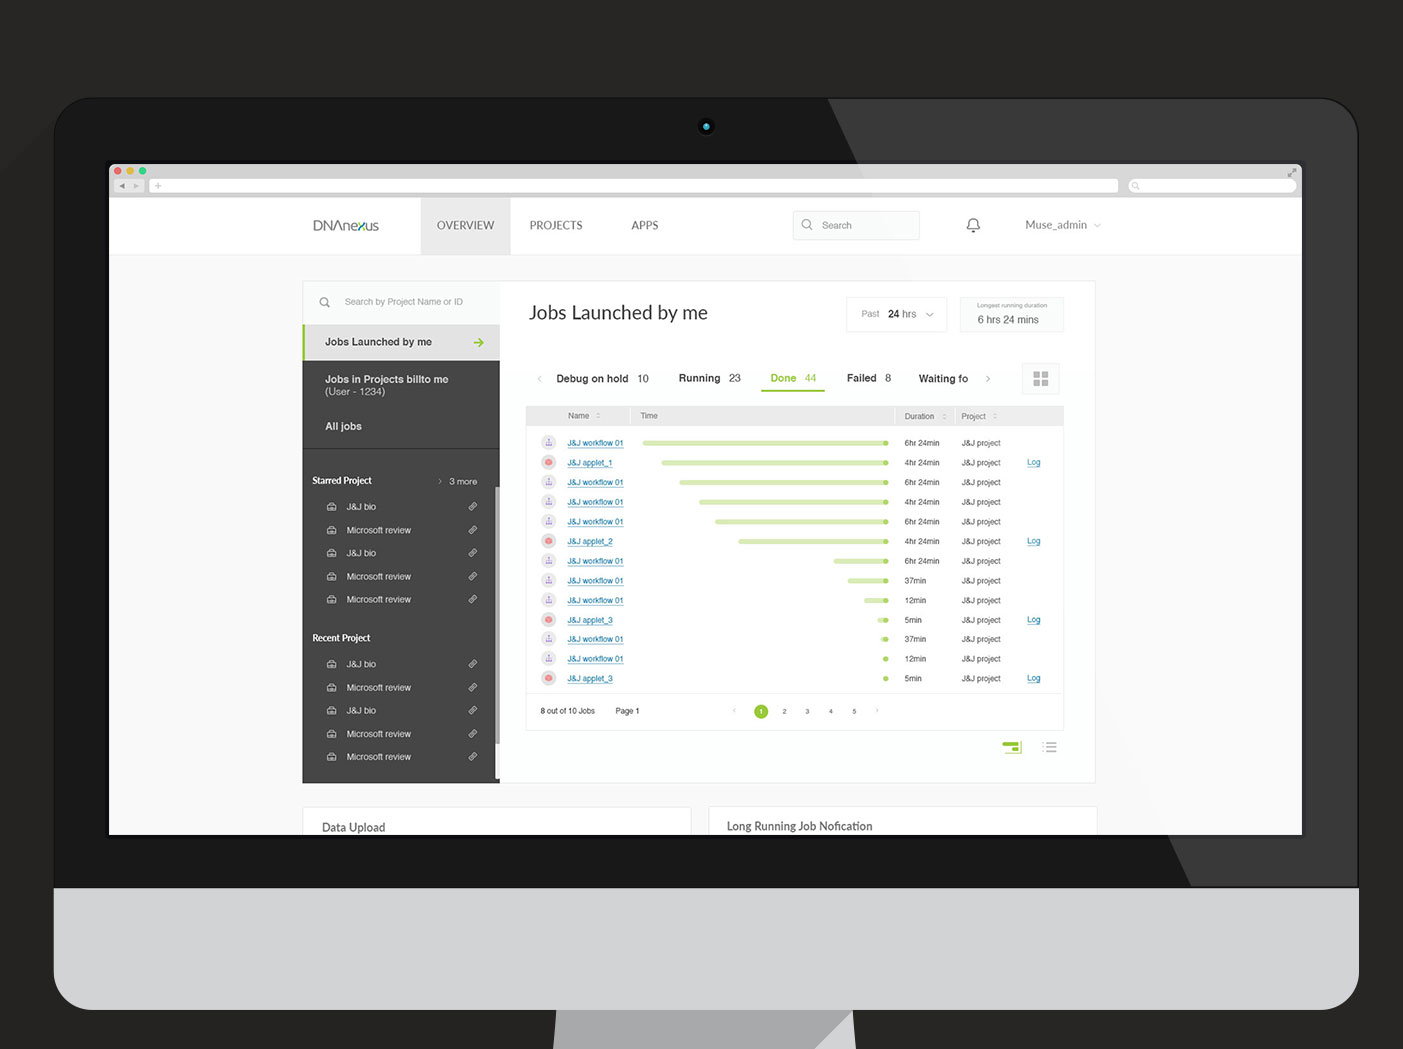 DNAnexus
OVERVIEW
PROJECTS
APPS
Search
Muse_admin
Search by Project Name or ID
Jobs Launched by me
Jobs in Projects billto me
(User - 1234)
All jobs
Starred Project
3 more
J&J bio
Microsoft review
J&J bio
Microsoft review
Microsoft review
Recent Project
J&J bio
Microsoft review
J&J bio
Microsoft review
Microsoft review
Jobs Launched by me
Past 24 hrs
Longest running duration
6 hrs 24 mins
Debug on hold 10 Running 23 Done 44 Failed 8 Waiting fo
Name Time Duration Project
J&J workflow 01 6hr 24min J&J project
J&J applet_1 4hr 24min J&J project Log
J&J workflow 01 6hr 24min J&J project
J&J workflow 01 4hr 24min J&J project
J&J workflow 01 6hr 24min J&J project
J&J applet_2 4hr 24min J&J project Log
J&J workflow 01 6hr 24min J&J project
J&J workflow 01 37min J&J project
J&J workflow 01 12min J&J project
J&J applet_3 5min J&J project Log
J&J workflow 01 37min J&J project
J&J workflow 01 12min J&J project
J&J applet_3 5min J&J project Log
8 out of 10 Jobs Page 1 1 2 3 4 5
Data Upload
Long Running Job Nofication